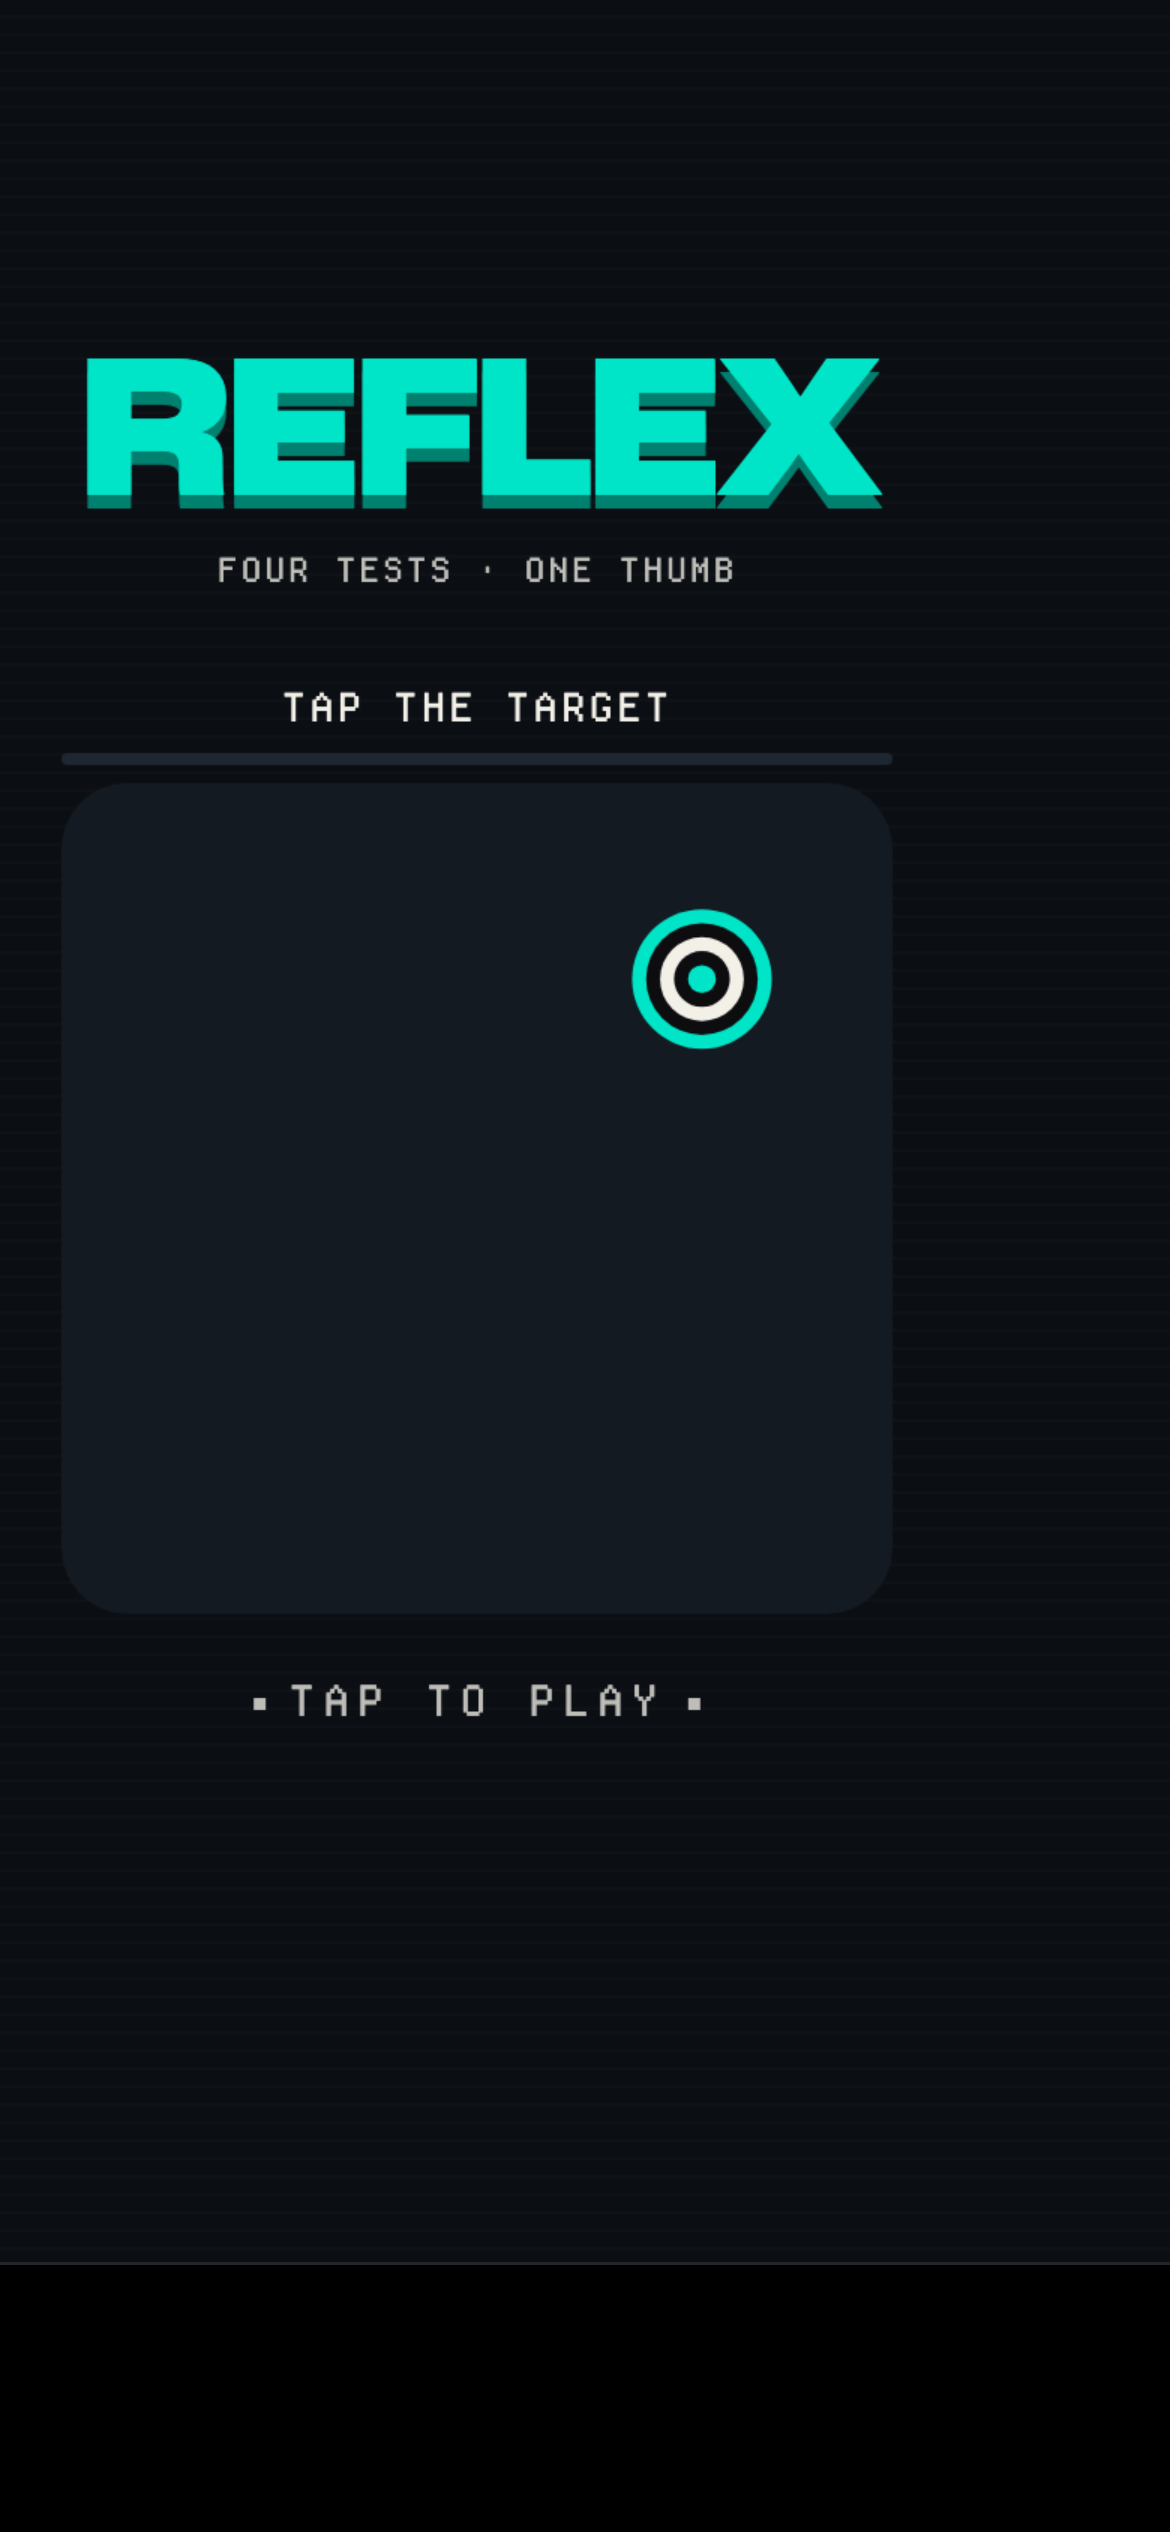 REFLEX
FOUR TESTS · ONE THUMB
TAP THE TARGET
▪ TAP TO PLAY ▪